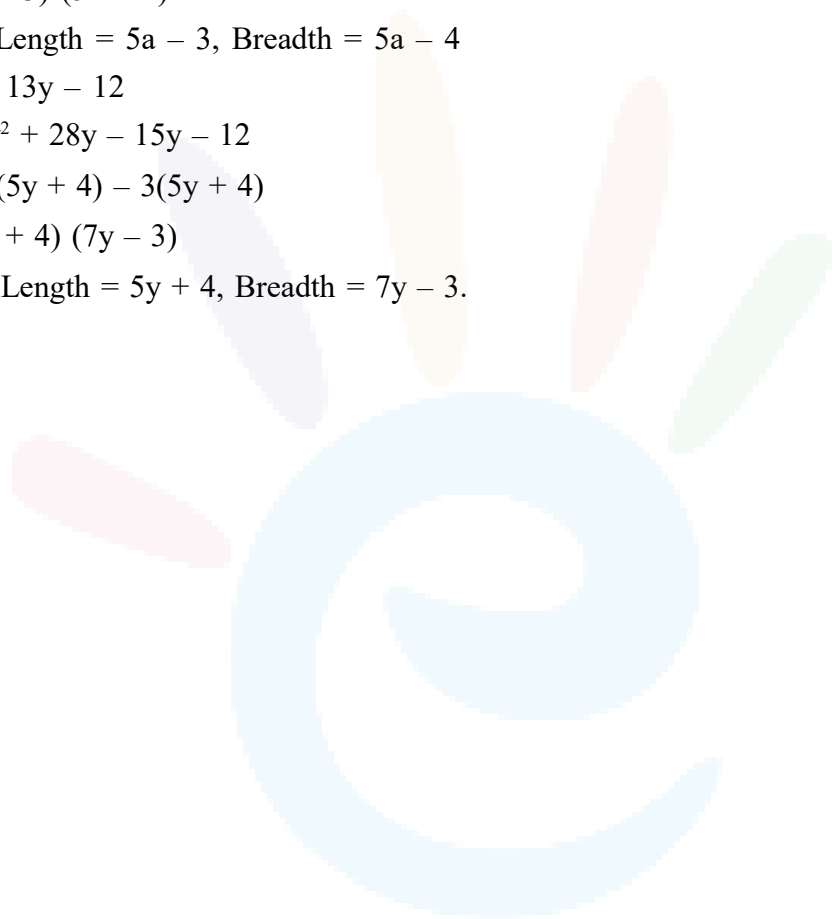 Length = 5a – 3, Breadth = 5a – 4
13y – 12
² + 28y – 15y – 12
(5y + 4) – 3(5y + 4)
+ 4) (7y – 3)
Length = 5y + 4, Breadth = 7y – 3.